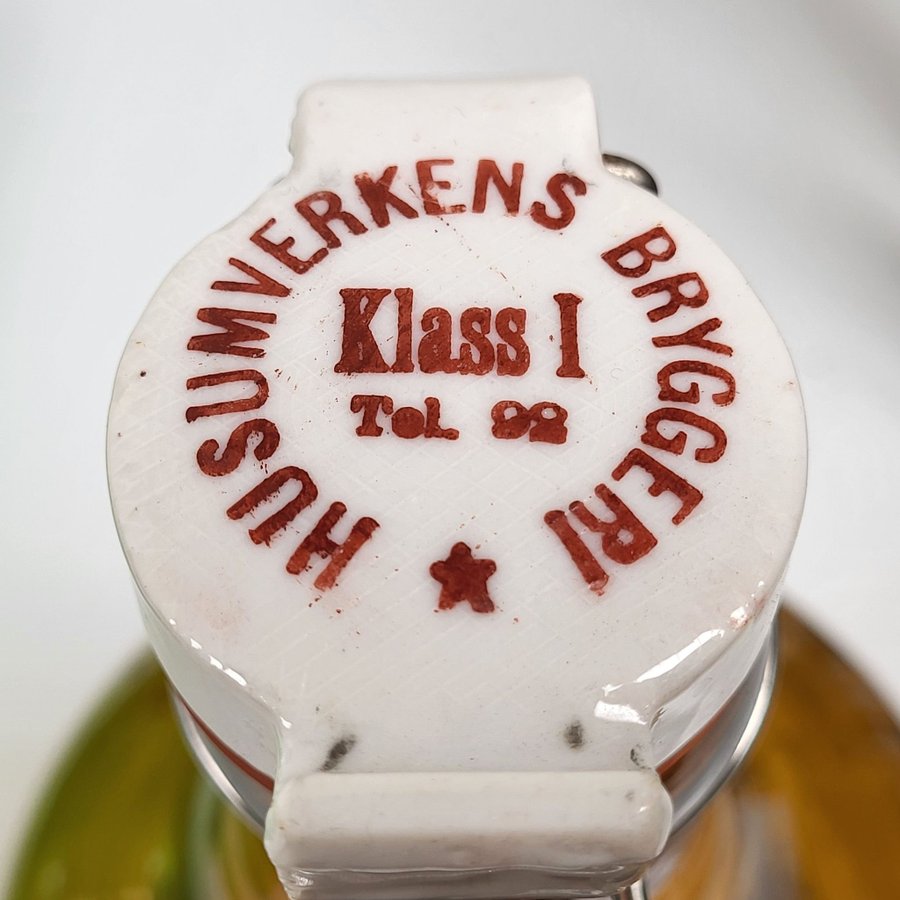 HUSUMVERKENS BRYGGERI
Klass I
Tel. 92